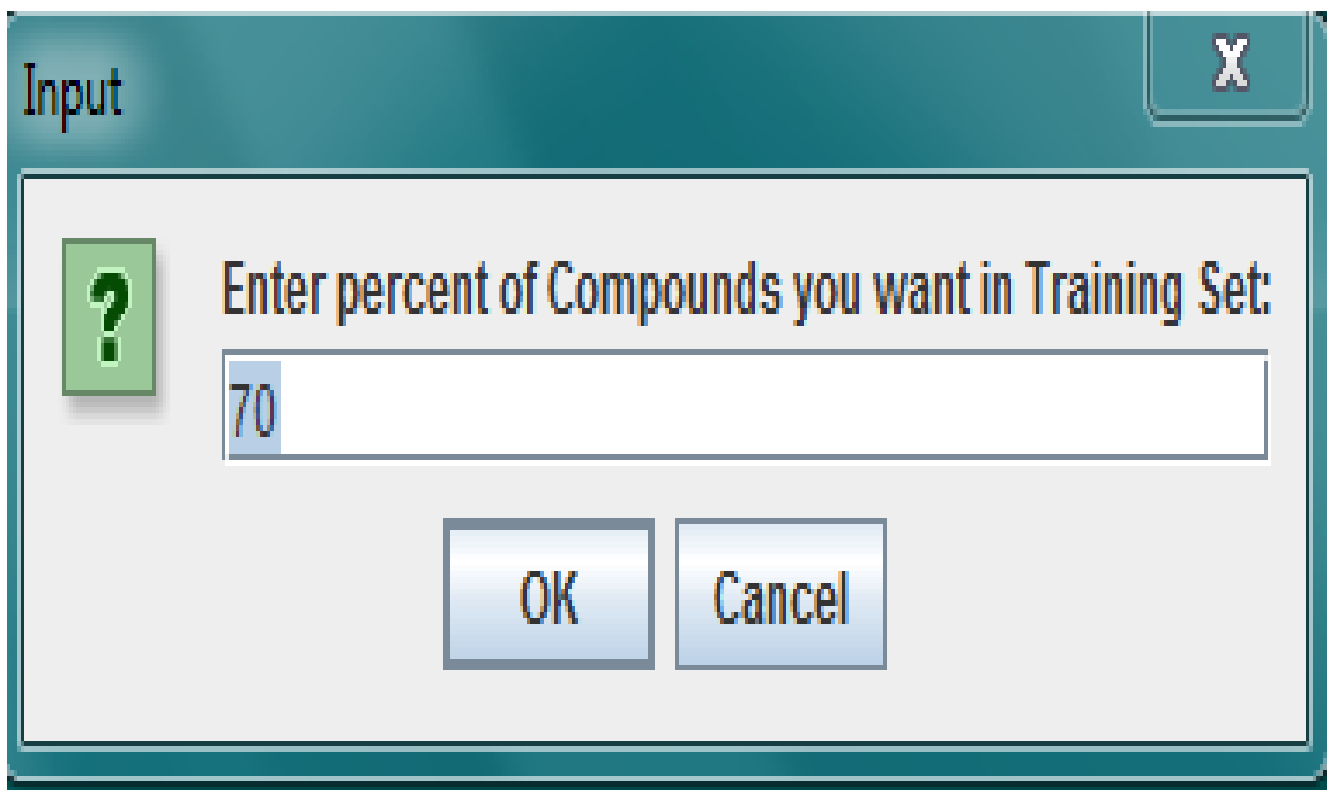 Input
X
?
Enter percent of Compounds you want in Training Set:
70
OK Cancel